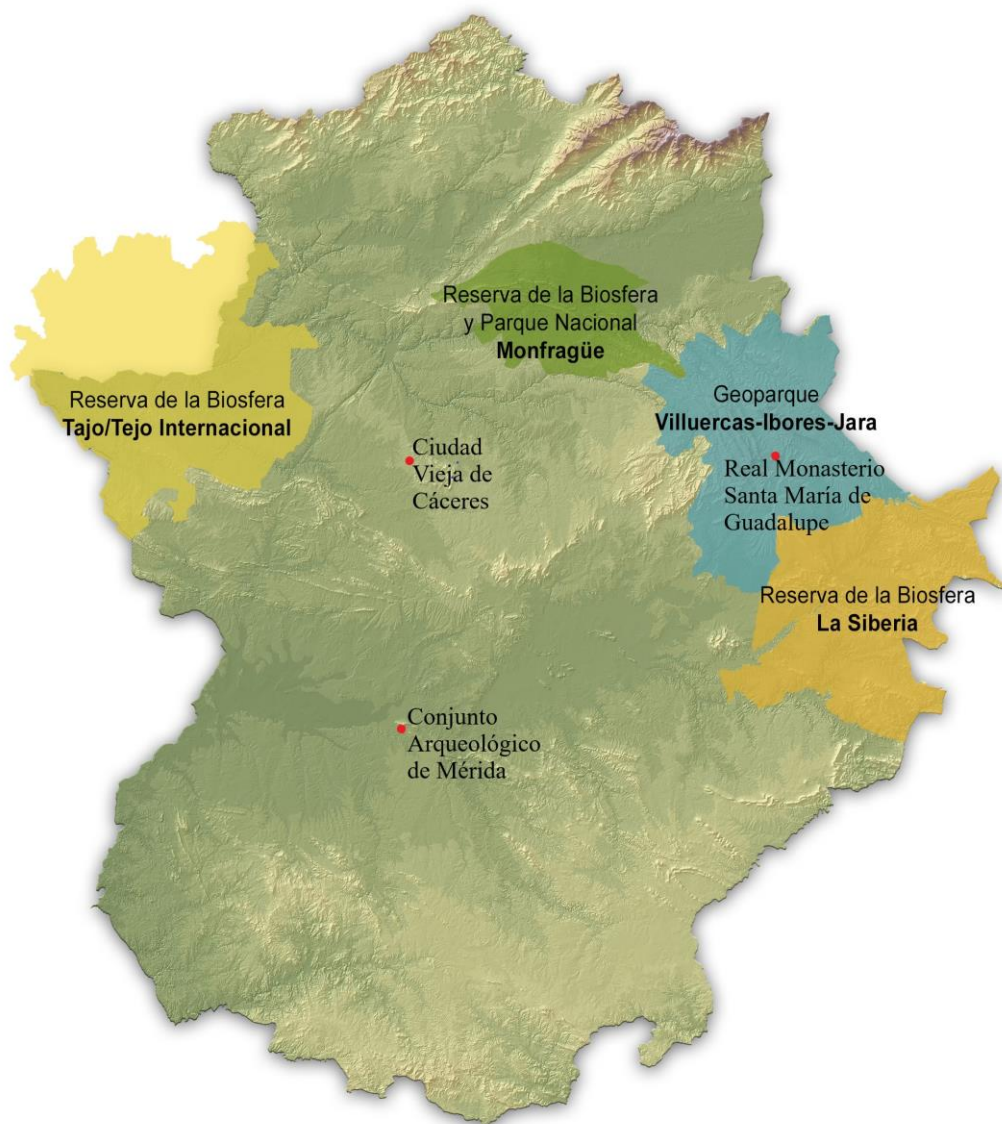 Reserva de la Biosfera
y Parque Nacional
Monfragüe
Reserva de la Biosfera
Tajo/Tejo Internacional
Geoparque
Villuercas-Ibores-Jara
Ciudad
Vieja de
Cáceres
Real Monasterio
Santa María de
Guadalupe
Reserva de la Biosfera
La Siberia
Conjunto
Arqueológico
de Mérida